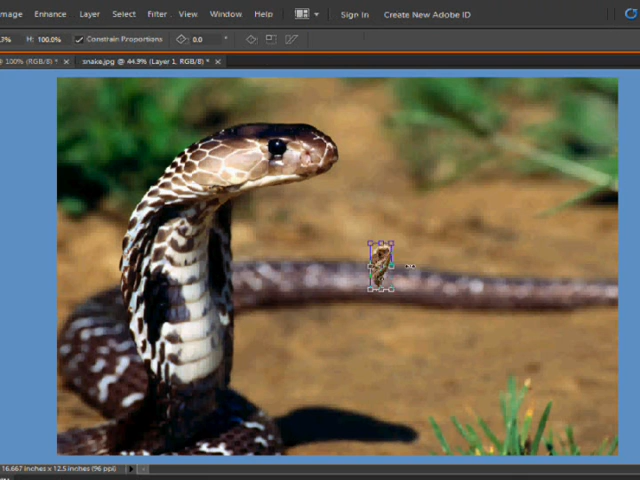 mage Enhance Layer Select Filter View Window Help Sign In Create New Adobe ID
H: 100.0% Constrain Proportions 0.0 °
100% (RGB/8) * × snake.jpg @ 44.9% (Layer 1, RGB/8) * ×
16.667 inches x 12.5 inches (96 ppi)